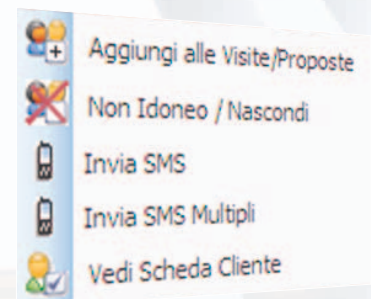 Aggiungi alle Visite/Proposte
Non Idoneo / Nascondi
Invia SMS
Invia SMS Multipli
Vedi Scheda Cliente